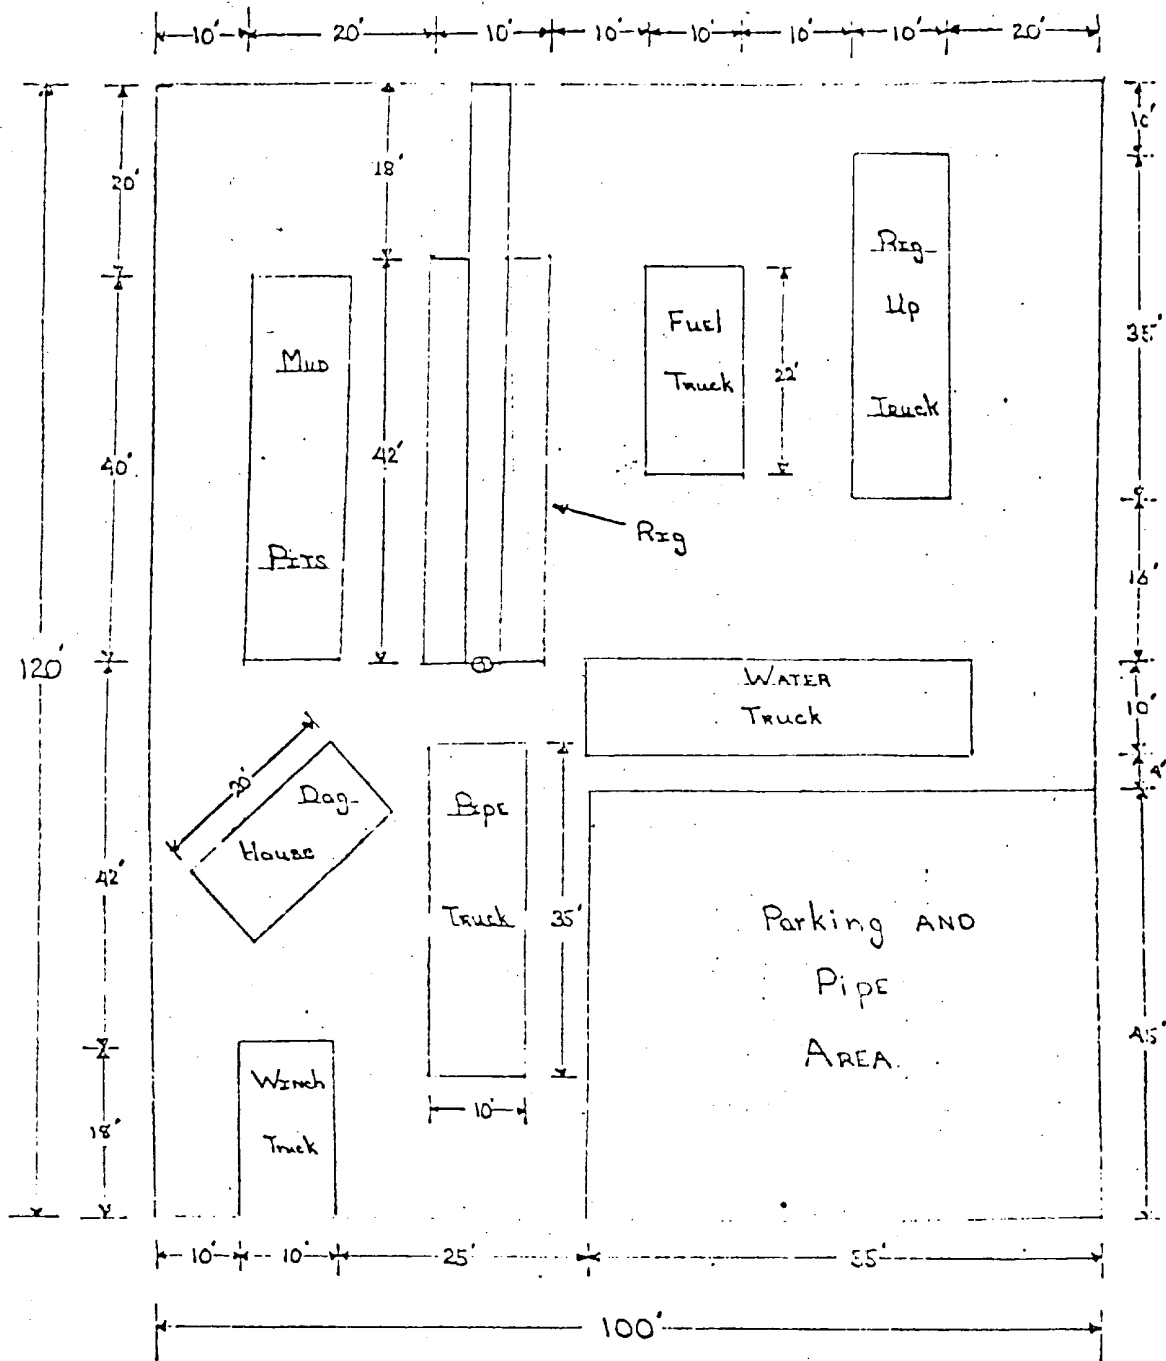 10' 20' 10' 10' 10' 10' 10' 20'
10'
18'
20'
Rig-
Up
Truck
Fuel
Truck
35'
Mud
22'
42'
40'
Rig
Pits
16'
120'
Water
Truck
10'
4'
20'
Dog-
House
Pipe
Truck
42'
35'
Parking AND
Pipe
AREA
45'
Winch
Truck
10'
18'
10' 10' 25' 55'
100'